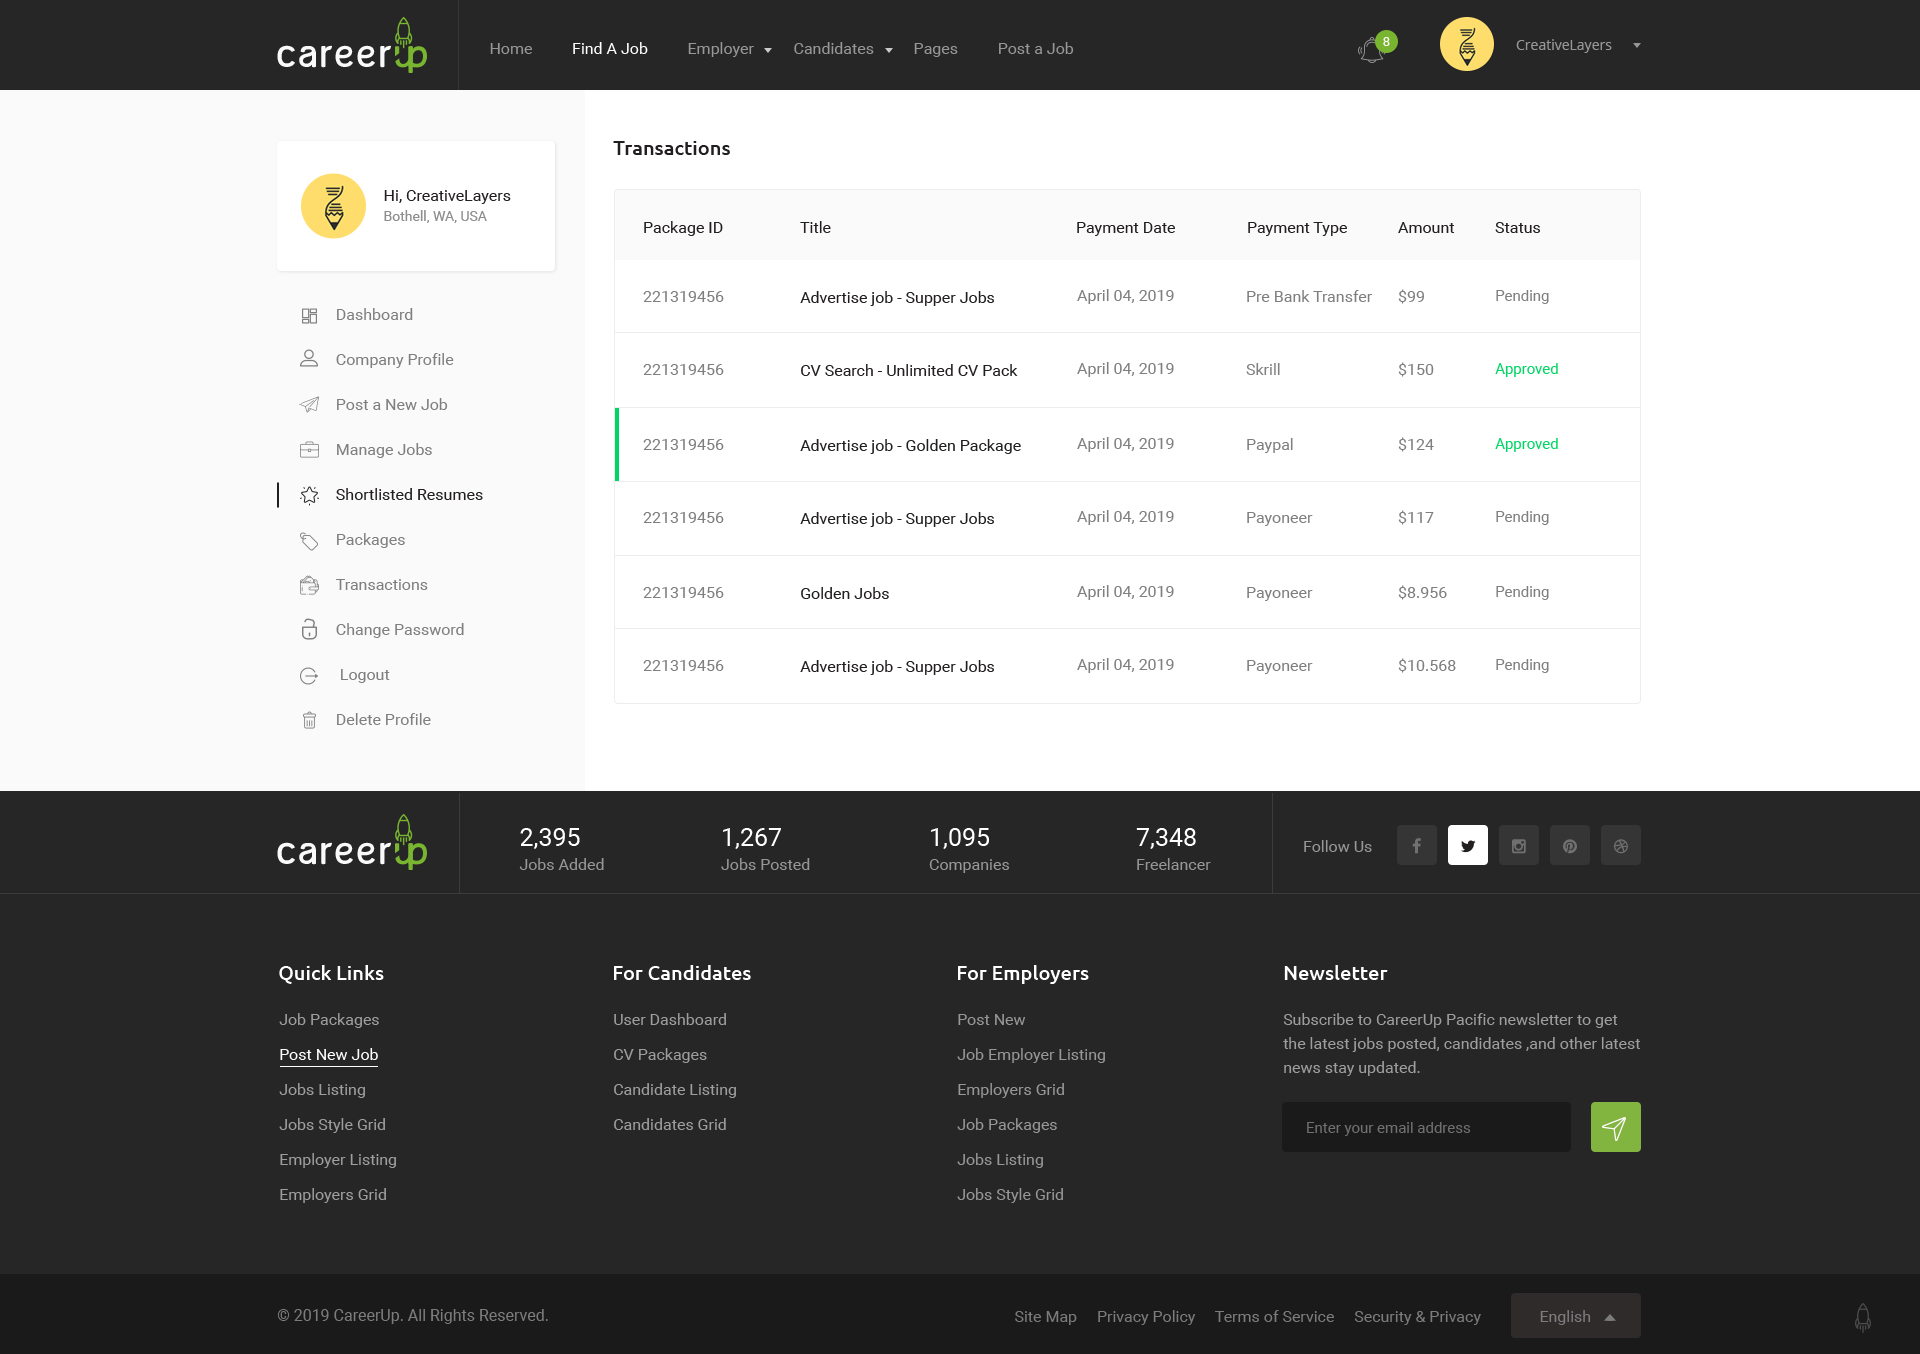 careerup
Home
Find A Job
Employer
Candidates
Pages
Post a Job
8
CreativeLayers
Hi, CreativeLayers
Bothell, WA, USA
Dashboard
Company Profile
Post a New Job
Manage Jobs
Shortlisted Resumes
Packages
Transactions
Change Password
Logout
Delete Profile
Transactions
Package ID Title Payment Date Payment Type Amount Status
221319456 Advertise job - Supper Jobs April 04, 2019 Pre Bank Transfer $99 Pending
221319456 CV Search - Unlimited CV Pack April 04, 2019 Skrill $150 Approved
221319456 Advertise job - Golden Package April 04, 2019 Paypal $124 Approved
221319456 Advertise job - Supper Jobs April 04, 2019 Payoneer $117 Pending
221319456 Golden Jobs April 04, 2019 Payoneer $8.956 Pending
221319456 Advertise job - Supper Jobs April 04, 2019 Payoneer $10.568 Pending
careerup
2,395
Jobs Added
1,267
Jobs Posted
1,095
Companies
7,348
Freelancer
Follow Us
Quick Links
Job Packages
Post New Job
Jobs Listing
Jobs Style Grid
Employer Listing
Employers Grid
For Candidates
User Dashboard
CV Packages
Candidate Listing
Candidates Grid
For Employers
Post New
Job Employer Listing
Employers Grid
Job Packages
Jobs Listing
Jobs Style Grid
Newsletter
Subscribe to CareerUp Pacific newsletter to get
the latest jobs posted, candidates ,and other latest
news stay updated.
Enter your email address
© 2019 CareerUp. All Rights Reserved.
Site Map
Privacy Policy
Terms of Service
Security & Privacy
English